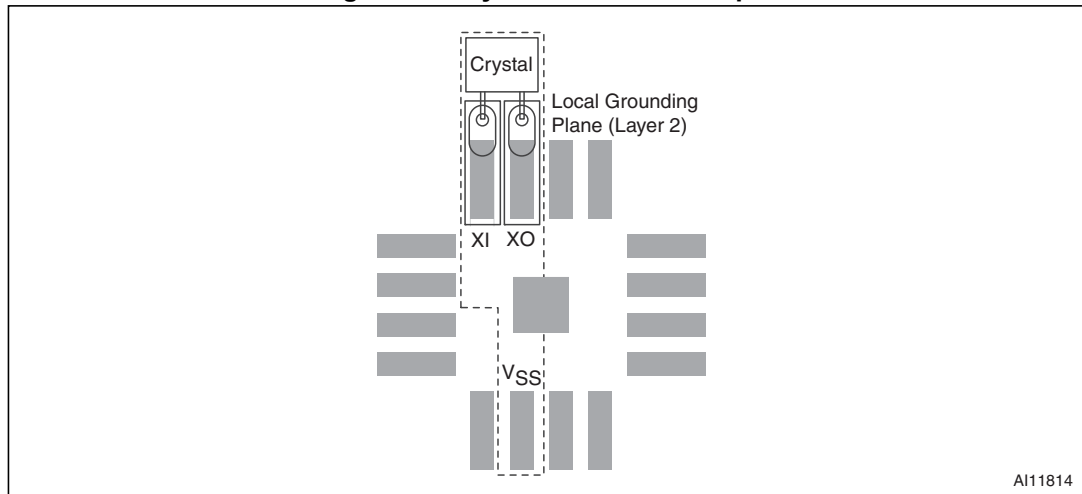 Crystal
Local Grounding
Plane (Layer 2)
XI XO
VSS
AI11814